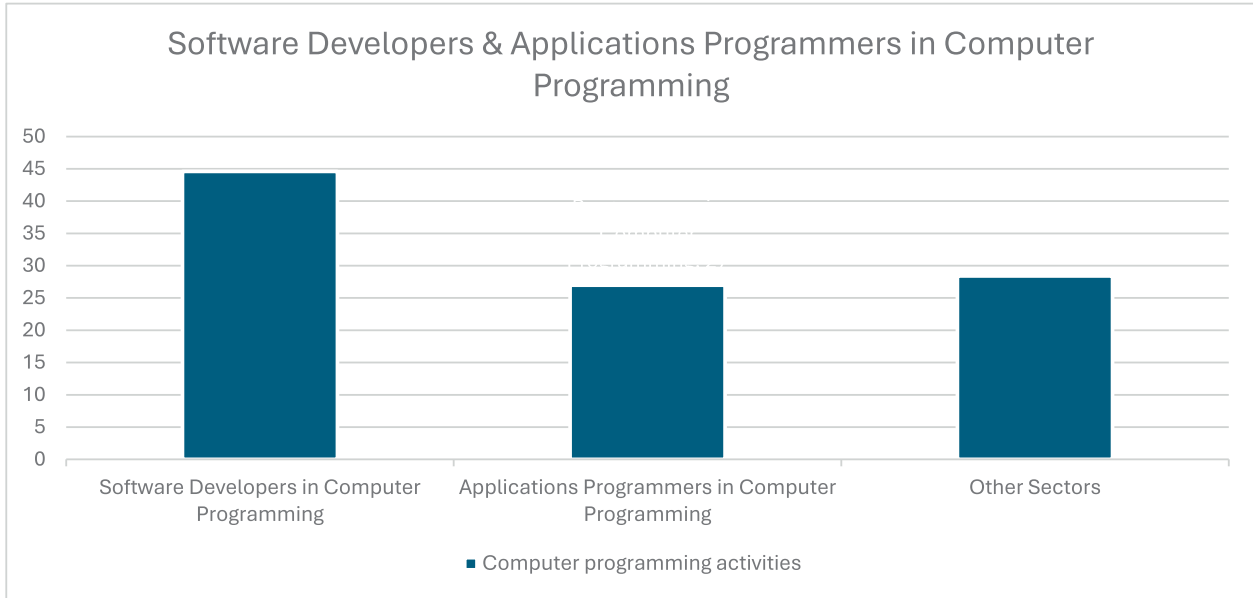 Software Developers & Applications Programmers in Computer
Programming
50
45
40
35
30
25
20
15
10
5
0
Software Developers in Computer
Programming
Applications Programmers in Computer
Programming
Other Sectors
Computer programming activities